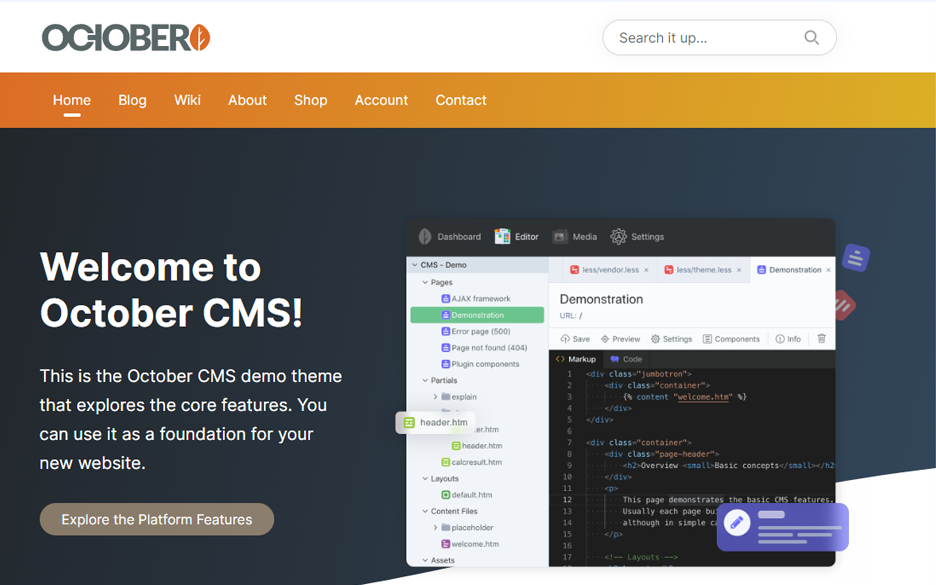 OCTOBER
Search it up...
Home Blog Wiki About Shop Account Contact
Welcome to
October CMS!
This is the October CMS demo theme
that explores the core features. You
can use it as a foundation for your
new website.
Explore the Platform Features
Dashboard Editor Media Settings
CMS - Demo
Pages
AJAX framework
Demonstration
Error page (500)
Page not found (404)
Plugin components
Partials
explain
header.htm
er.htm
header.htm
calcresult.htm
Layouts
default.htm
Content Files
placeholder
welcome.htm
Assets
less/vendor.less × less/theme.less × Demonstration ×
Demonstration
URL: /
Save Preview Settings Components Info
<> Markup Code
1 <div class="jumbotron">
2 <div class="container">
3 {% content "welcome.htm" %}
4 </div>
5 </div>
6
7 <div class="container">
8 <div class="page-header">
9 <h2>Overview <small>Basic concepts</small></h2
10 </div>
11 <p>
12 This page demonstrates the basic CMS features.
13 Usually each page bu
14 although in simple ca
15 </p>
16
17 <!-- Layouts -->